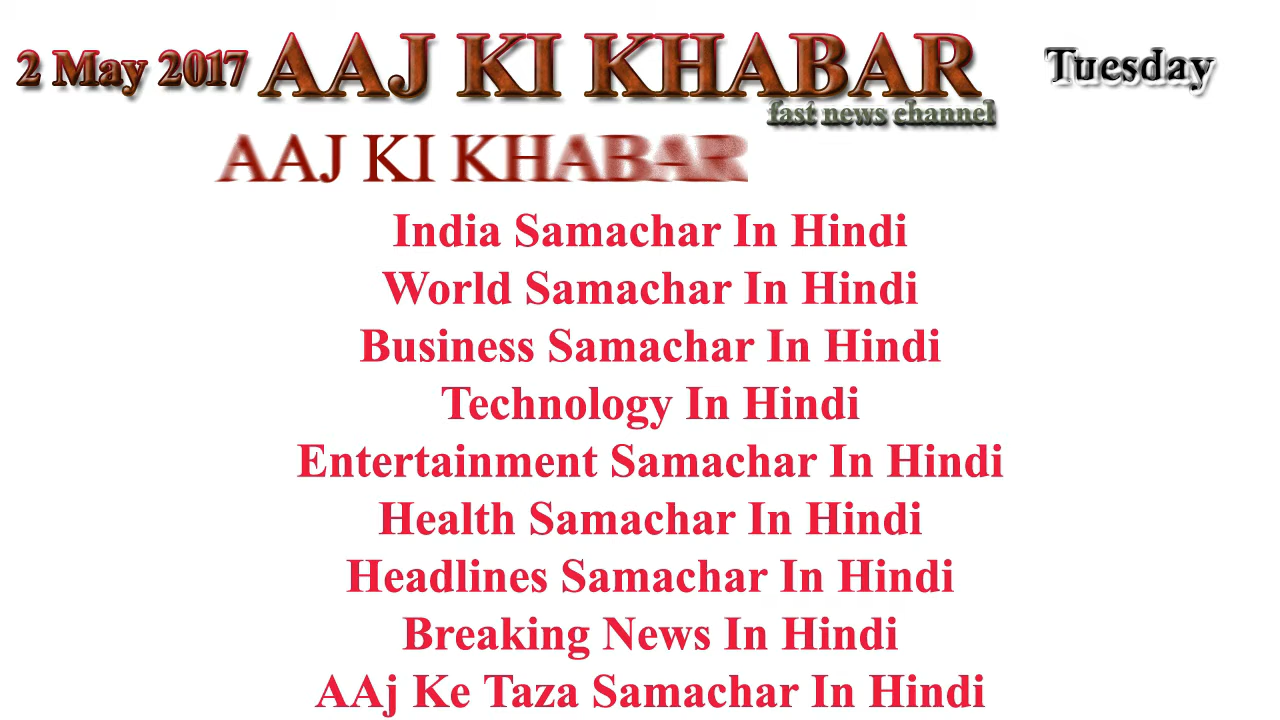 2 May 2017 AAJ KI KHABAR Tuesday
fast news channel
AAJ KI KHABAR
India Samachar In Hindi
World Samachar In Hindi
Business Samachar In Hindi
Technology In Hindi
Entertainment Samachar In Hindi
Health Samachar In Hindi
Headlines Samachar In Hindi
Breaking News In Hindi
AAj Ke Taza Samachar In Hindi